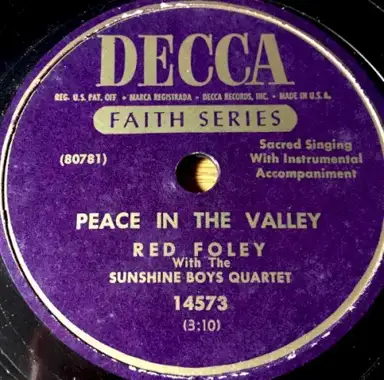 DECCA
REG. U.S. PAT. OFF • MARCA REGISTRADA • DECCA RECORDS, INC. • MADE IN U.S.A.
FAITH SERIES
(80781)
Sacred Singing
With Instrumental
Accompaniment
PEACE IN THE VALLEY
RED FOLEY
With The
SUNSHINE BOYS QUARTET
14573
(3:10)